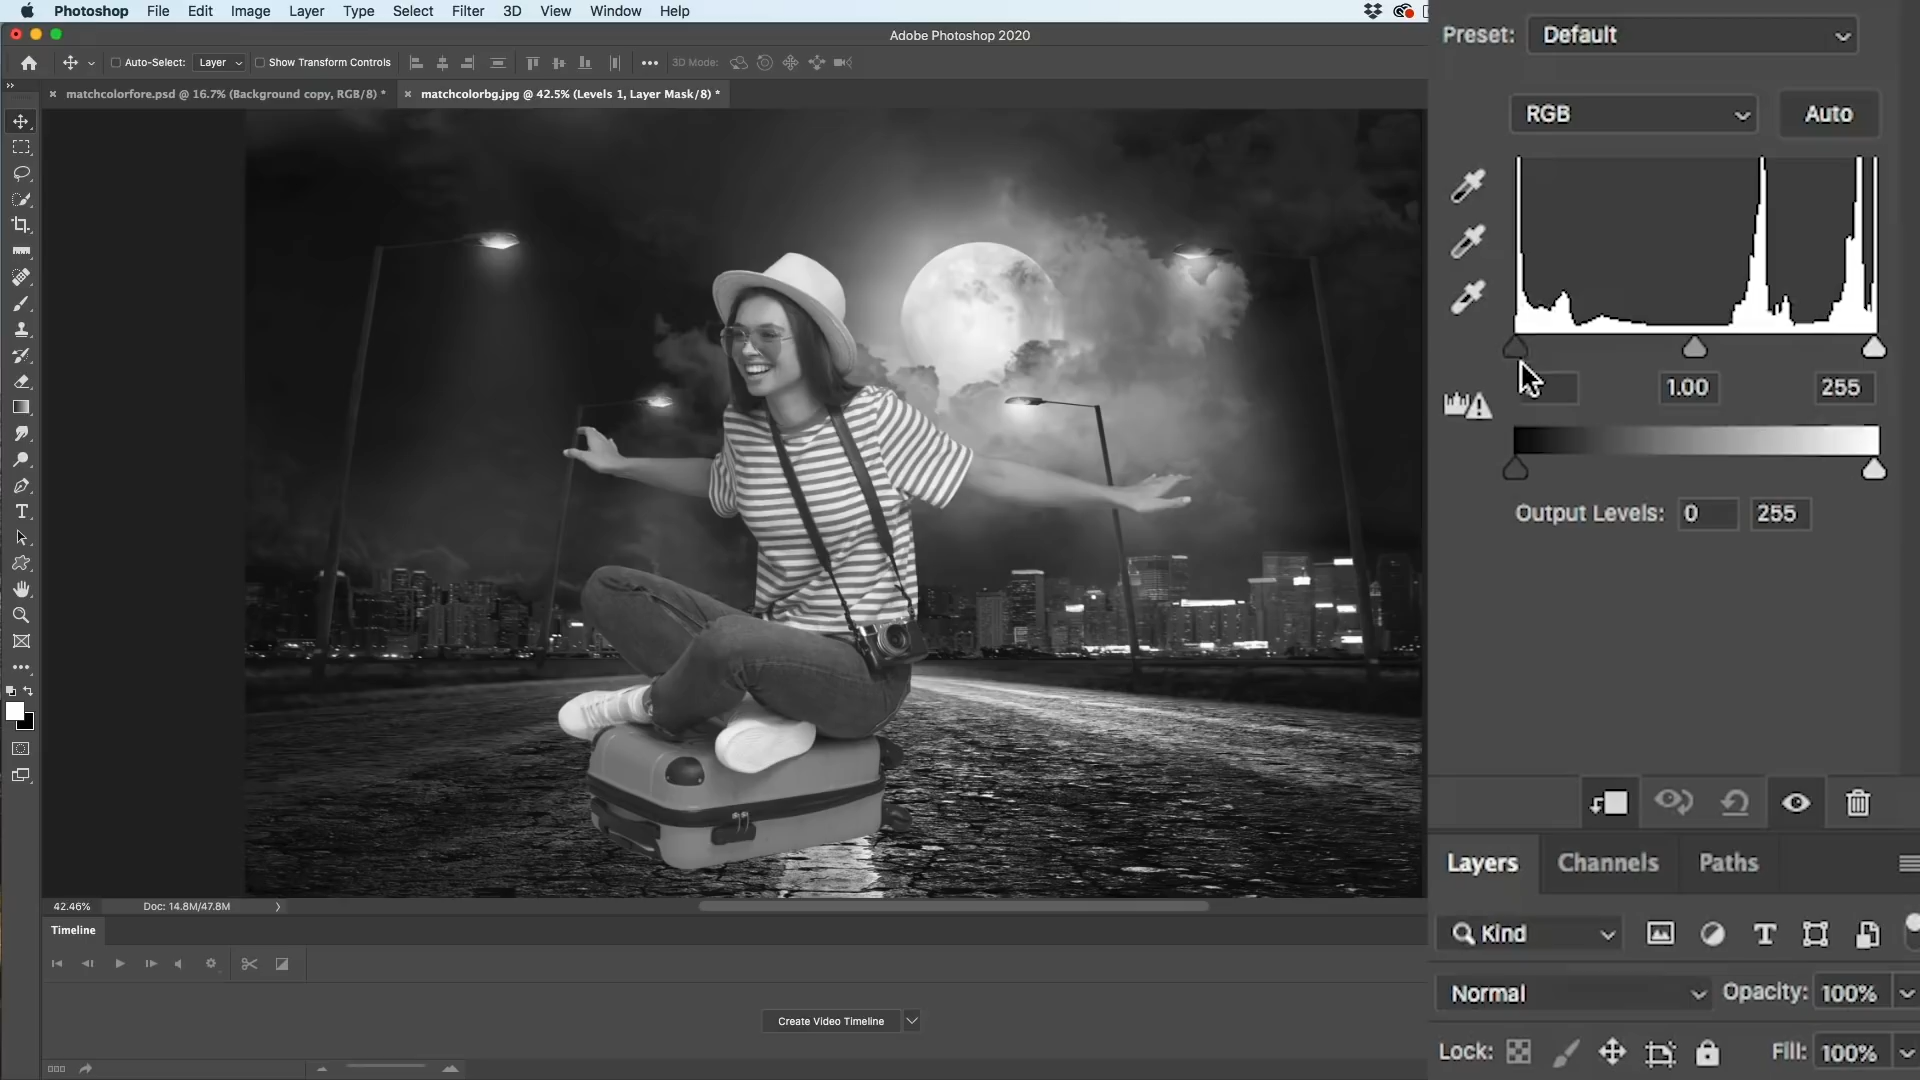 Photoshop File Edit Image Layer Type Select Filter 3D View Window Help
Adobe Photoshop 2020
Auto-Select: Layer Show Transform Controls 3D Mode:
matchcolorfore.psd @ 16.7% (Background copy, RGB/8) * matchcolorbg.jpg @ 42.5% (Levels 1, Layer Mask/8) *
Preset: Default
RGB Auto
1.00 255
Output Levels: 0 255
Layers Channels Paths
Kind
Normal Opacity: 100%
Lock: Fill: 100%
42.46% Doc: 14.8M/47.8M
Timeline
Create Video Timeline